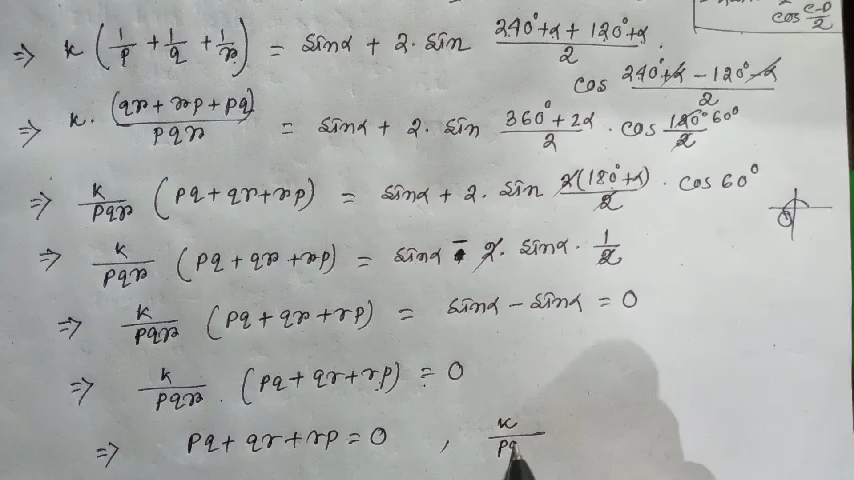 cos C-D/2
⇒ k (1/p + 1/q + 1/r) = sinα + 2. sin (240°+α + 120°+α)/2 .
cos (240°+α - 120°-α)/2
⇒ k . (qr + rp + pq)/pqr = sinα + 2. sin (360°+2α)/2 . cos 120°/2 60°
⇒ k/pqr (pq + qr + rp) = sinα + 2. sin 2(180°+α)/2 . cos 60°
⇒ k/pqr (pq + qr + rp) = sinα - 2. sinα . 1/2
⇒ k/pqr (pq + qr + rp) = sinα - sinα = 0
⇒ k/pqr . (pq + qr + rp) = 0
⇒ pq + qr + rp = 0 , k/pq